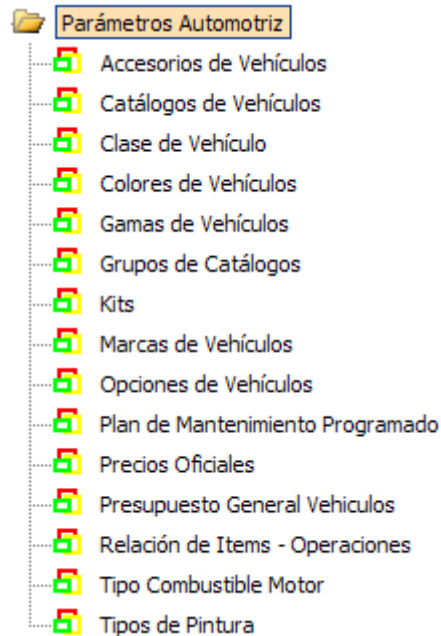 Parámetros Automotriz
Accesorios de Vehículos
Catálogos de Vehículos
Clase de Vehículo
Colores de Vehículos
Gamas de Vehículos
Grupos de Catálogos
Kits
Marcas de Vehículos
Opciones de Vehículos
Plan de Mantenimiento Programado
Precios Oficiales
Presupuesto General Vehiculos
Relación de Items - Operaciones
Tipo Combustible Motor
Tipos de Pintura